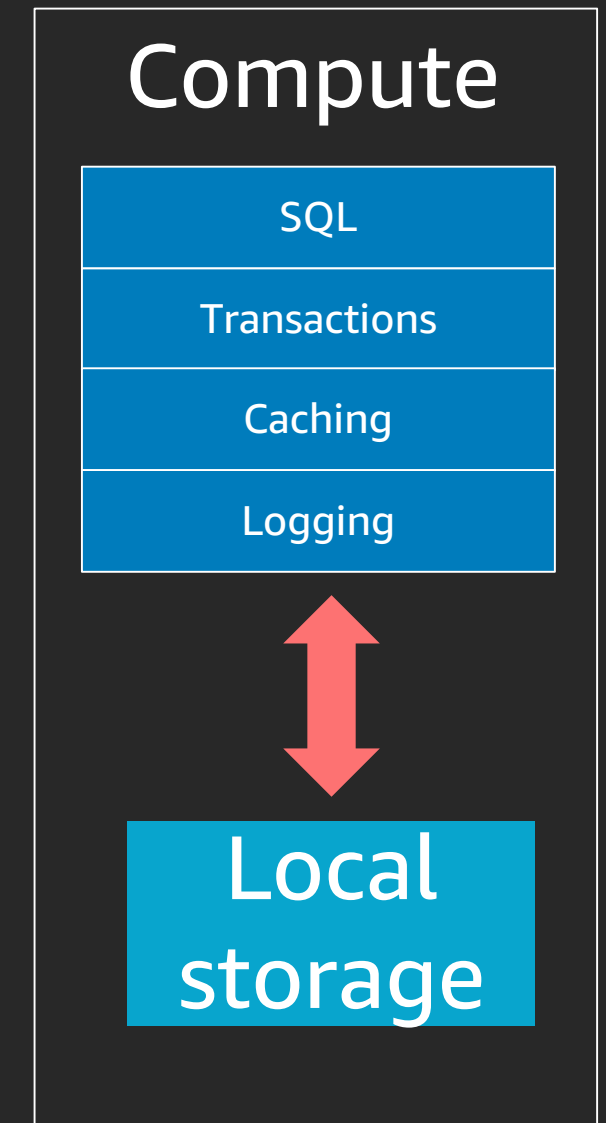 Compute
SQL
Transactions
Caching
Logging
Local
storage